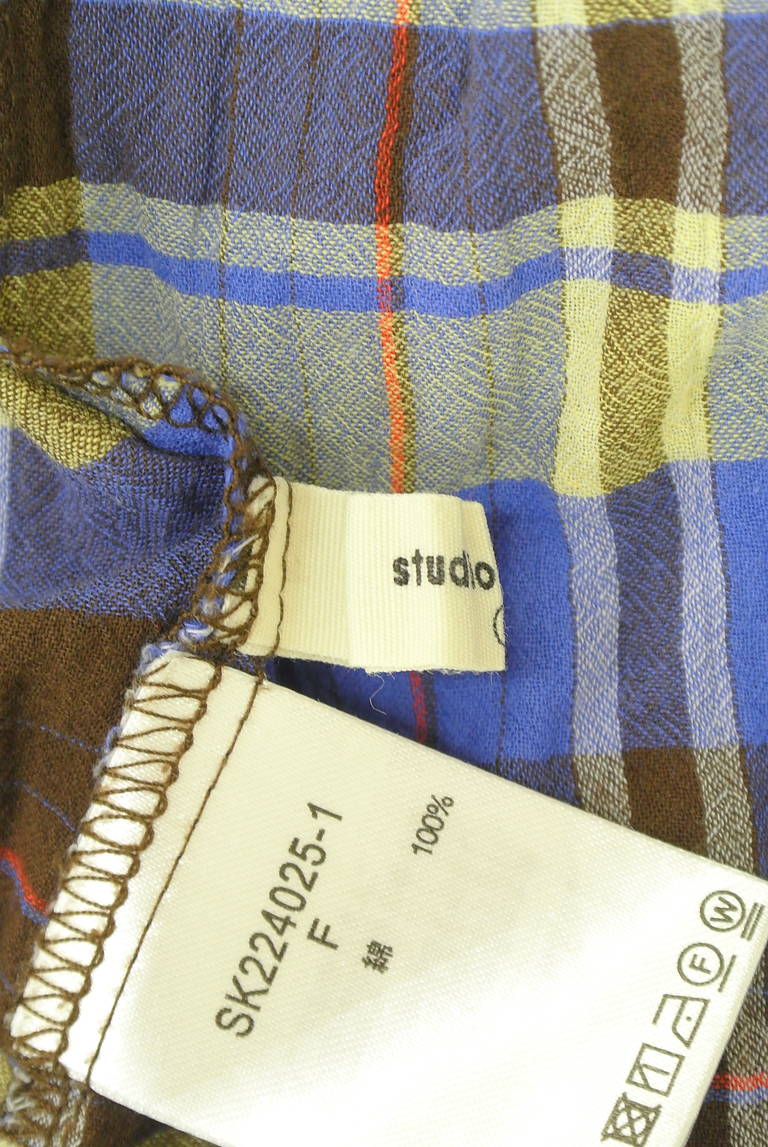 studio
SK224025-1
F
綿 100%
F
W